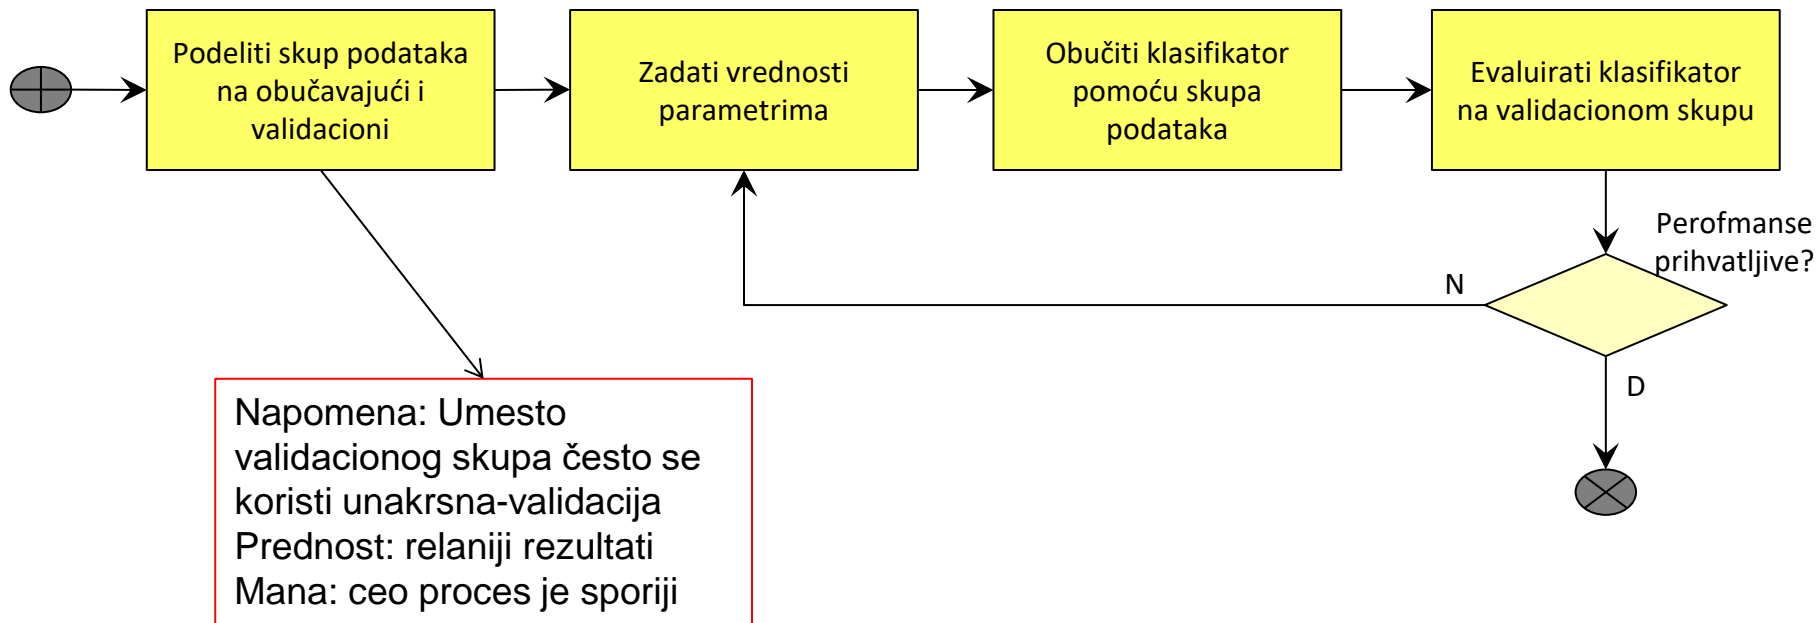 Podeliti skup podataka
na obučavajući i
validacioni
Zadati vrednosti
parametrima
Obučiti klasifikator
pomoću skupa
podataka
Evaluirati klasifikator
na validacionom skupu
Perofmanse
prihvatljive?
N
D
Napomena: Umesto
validacionog skupa često se
koristi unakrsna-validacija
Prednost: relaniji rezultati
Mana: ceo proces je sporiji